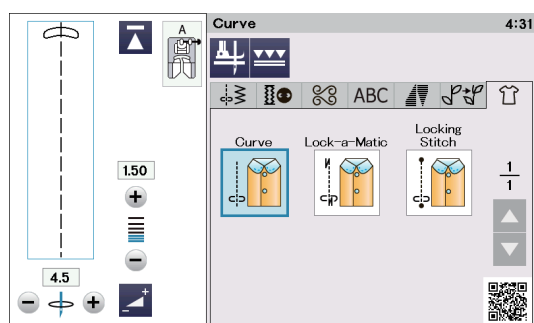 Curve
4:31
A
ABC
1.50
4.5
Curve
Lock-a-Matic
Locking
Stitch
1
1